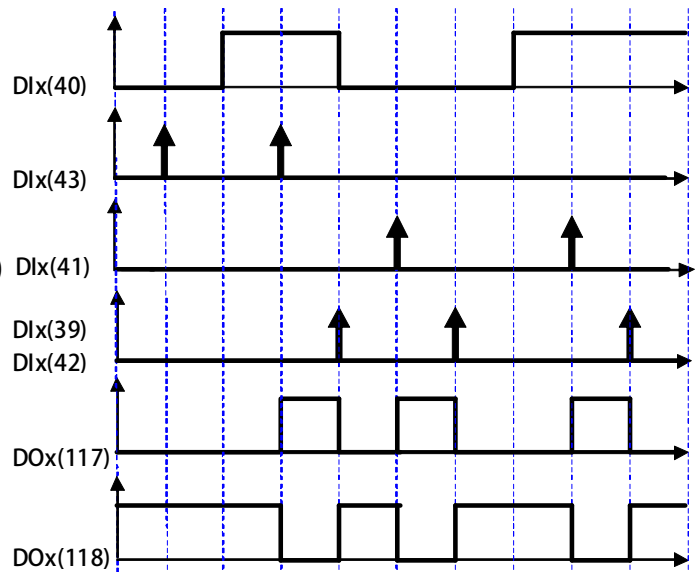 DIx(40)
DIx(43)
) DIx(41)
DIx(39)
DIx(42)
DOx(117)
DOx(118)